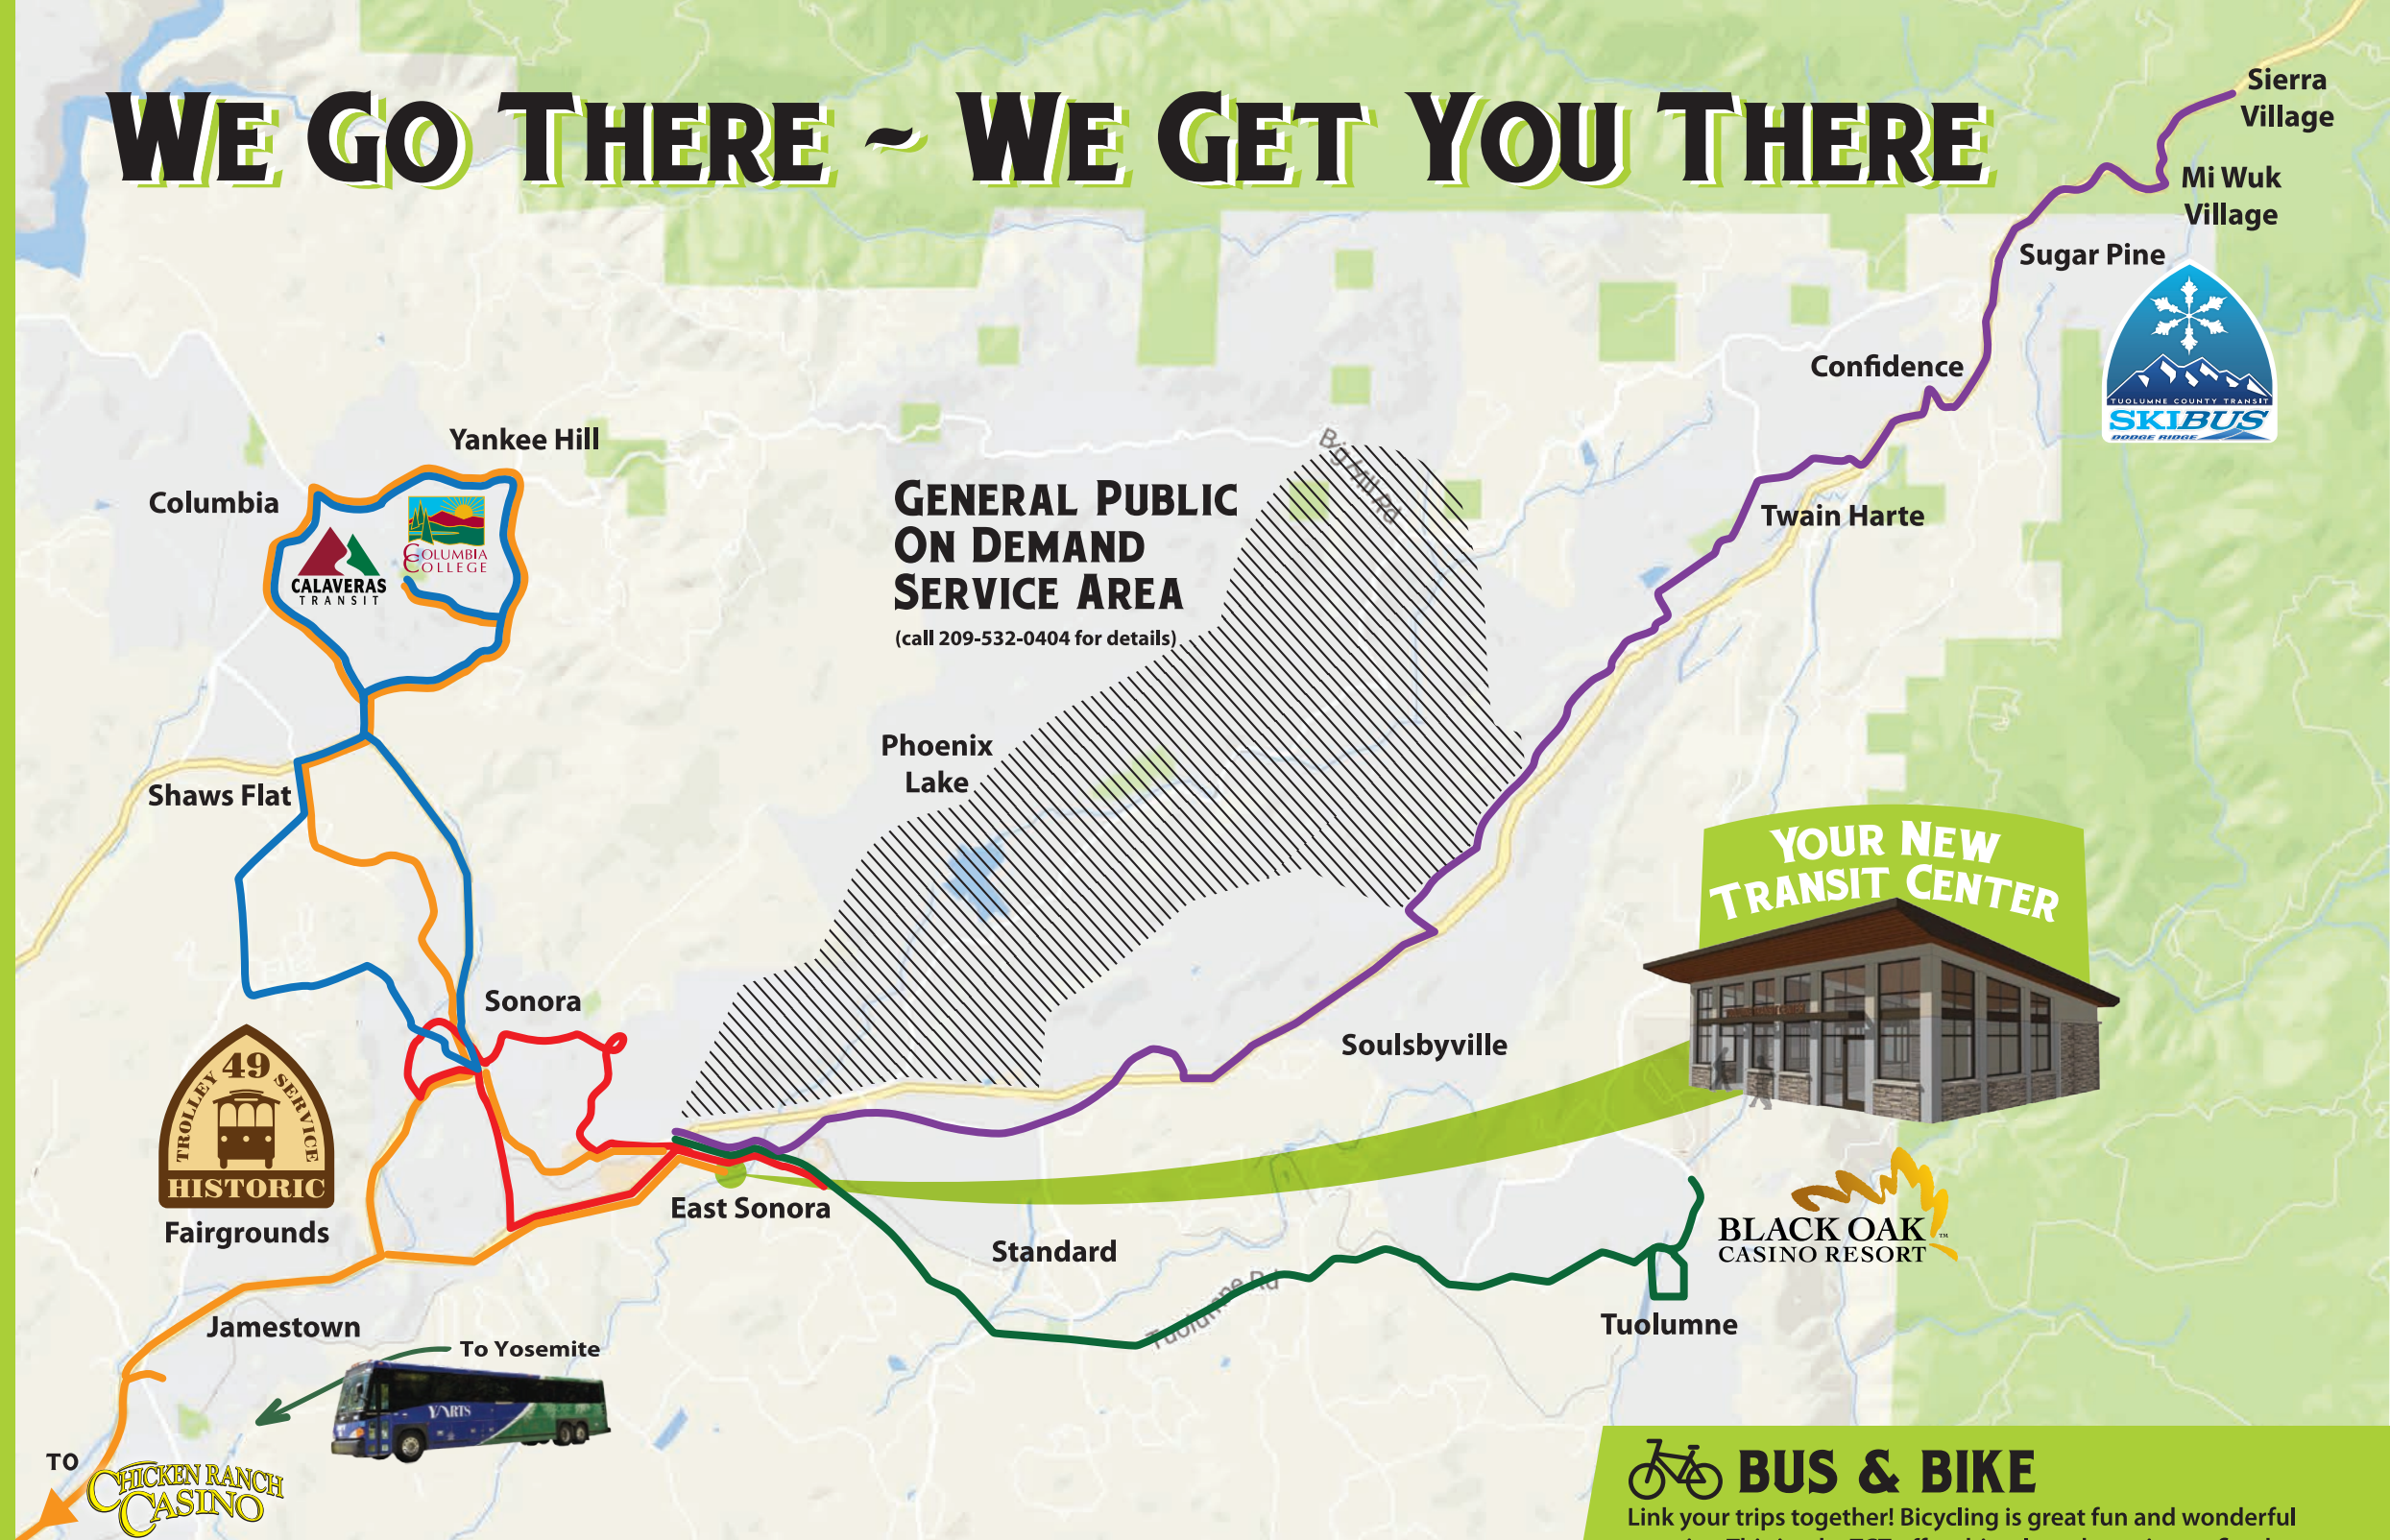 WE GO THERE ~ WE GET YOU THERE
Sierra
Village
Mi Wuk
Village
Sugar Pine
TUOLUMNE COUNTY TRANSIT
SKIBUS
DODGE RIDGE
Confidence
Twain Harte
Yankee Hill
Columbia
CALAVERAS
TRANSIT
COLUMBIA
COLLEGE
GENERAL PUBLIC
ON DEMAND
SERVICE AREA
(call 209-532-0404 for details)
Big Hill Rd
Phoenix
Lake
Shaws Flat
YOUR NEW
TRANSIT CENTER
Sonora
Soulsbyville
TROLLEY 49 SERVICE
HISTORIC
Fairgrounds
East Sonora
Standard
Tuolumne Rd
BLACK OAK
CASINO RESORT
Tuolumne
Jamestown
To Yosemite
YARTS
TO
CHICKEN RANCH
CASINO
BUS & BIKE
Link your trips together! Bicycling is great fun and wonderful